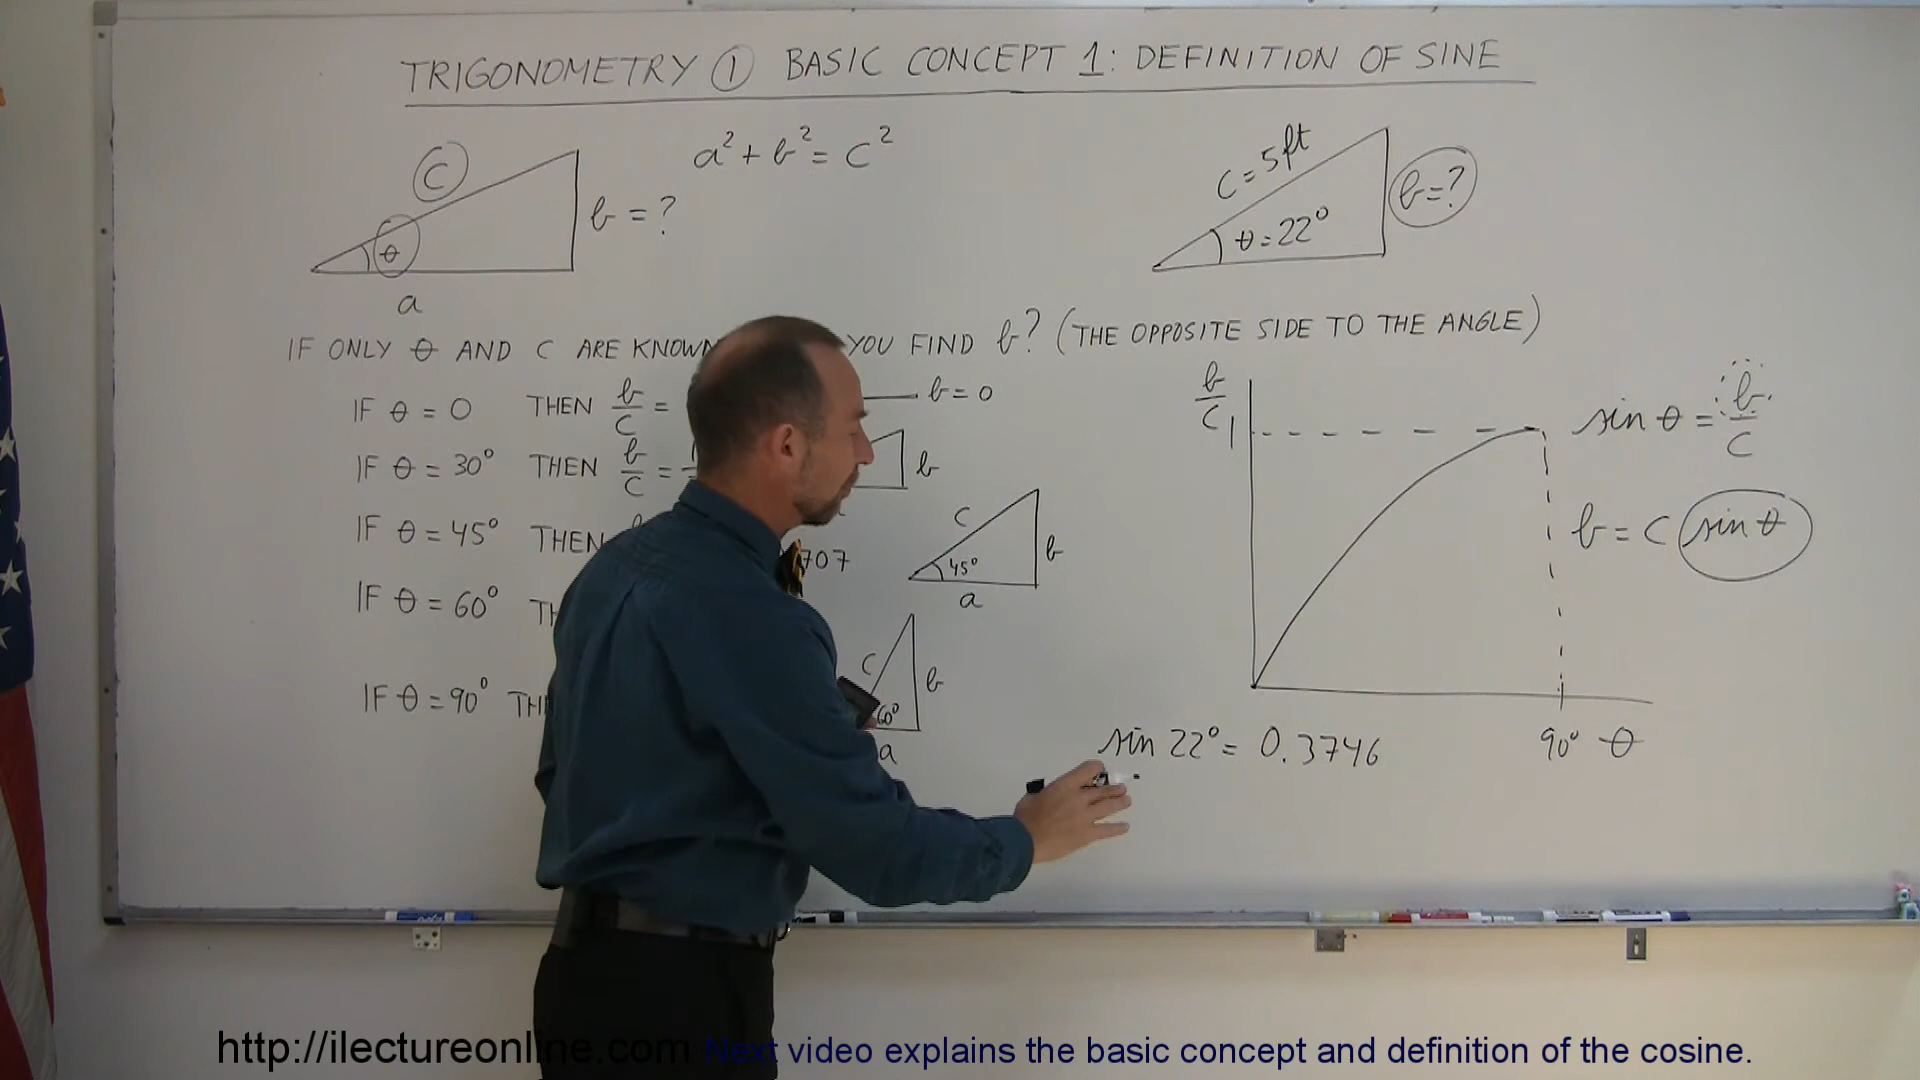 TRIGONOMETRY ① BASIC CONCEPT 1: DEFINITION OF SINE
c
a² + b² = c²
b = ?
θ
a
c = 5ft
b = ?
θ = 22°
IF ONLY θ AND C ARE KNOWN YOU FIND b? (THE OPPOSITE SIDE TO THE ANGLE)
IF θ = 0 THEN b/c = b = 0
IF θ = 30° THEN b/c = b
IF θ = 45° THEN 707
c
45°
b
a
IF θ = 60°
c
b
60°
a
IF θ = 90°
b/c
1
sin θ = b/c
b = c sin θ
90° θ
sin 22° = 0.3746
http://ilectureonline.com Next video explains the basic concept and definition of the cosine.